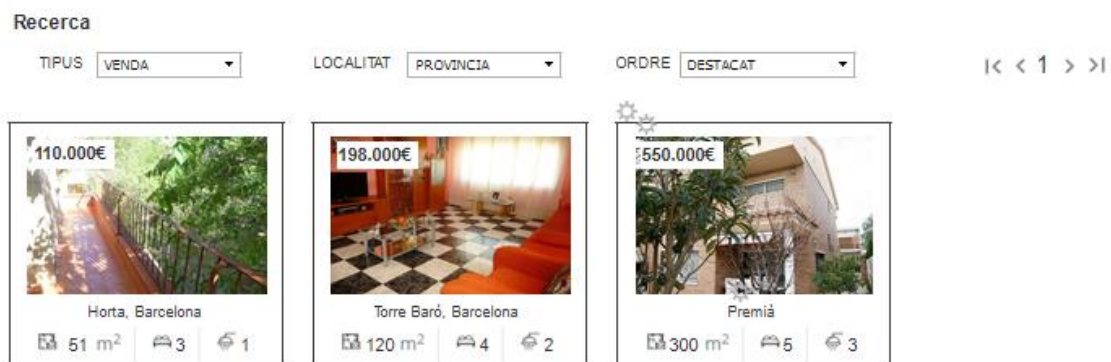 Recerca
TIPUS VENDA LOCALITAT PROVINCIA ORDRE DESTACAT 1
110.000€ 198.000€ 550.000€
Horta, Barcelona Torre Baró, Barcelona Premià
51 m² 3 1 120 m² 4 2 300 m² 5 3